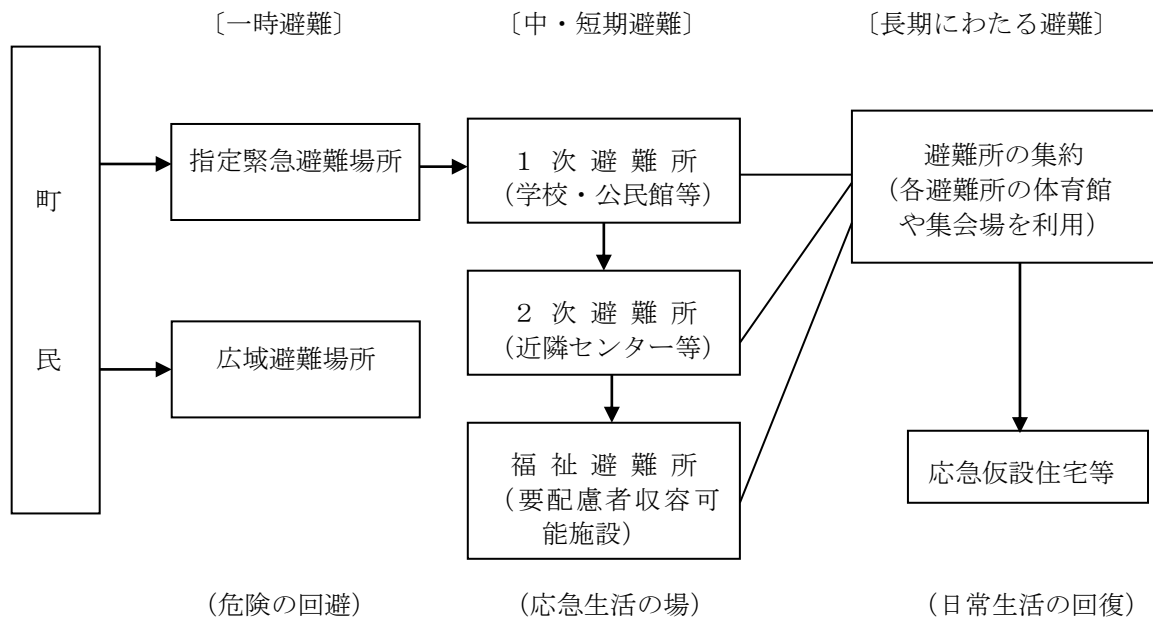 〔一時避難〕
〔中・短期避難〕
〔長期にわたる避難〕
町
民
指定緊急避難場所
広域避難場所
１次避難所
（学校・公民館等）
２次避難所
（近隣センター等）
福祉避難所
（要配慮者収容可
能施設）
避難所の集約
（各避難所の体育館
や集会場を利用）
応急仮設住宅等
（危険の回避）
（応急生活の場）
（日常生活の回復）